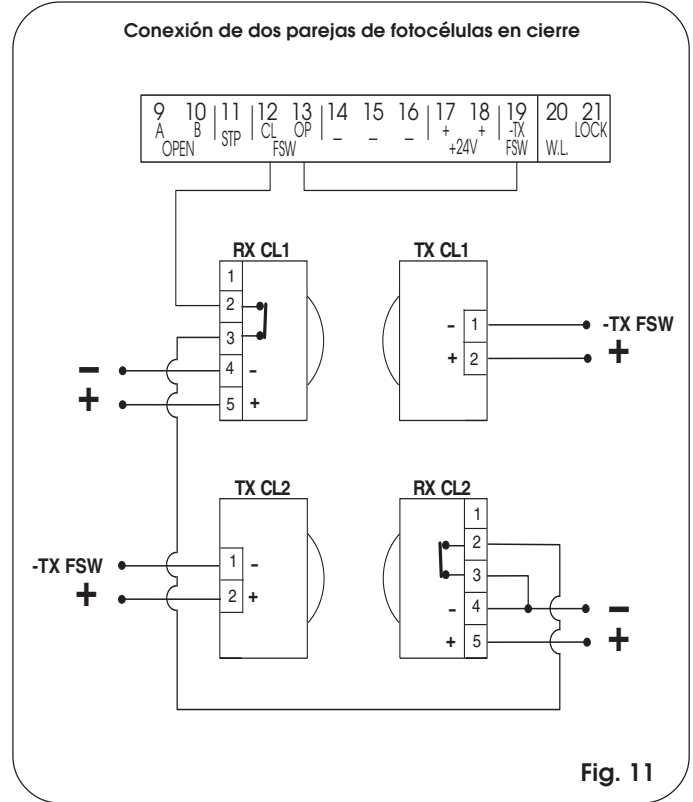 Conexión de dos parejas de fotocélulas en cierre
9 10 11 12 13 14 15 16 17 18 19 20 21
A B STP CL OP _ _ _ + + -TX LOCK
OPEN FSW +24V FSW W.L.
RX CL1 TX CL1
1
2
3
4 -
5 +
-
+
- 1 -TX FSW
+ 2 +
TX CL2 RX CL2
-TX FSW 1 -
+ 2 +
1
2
3
- 4 -
+ 5 +
Fig. 11